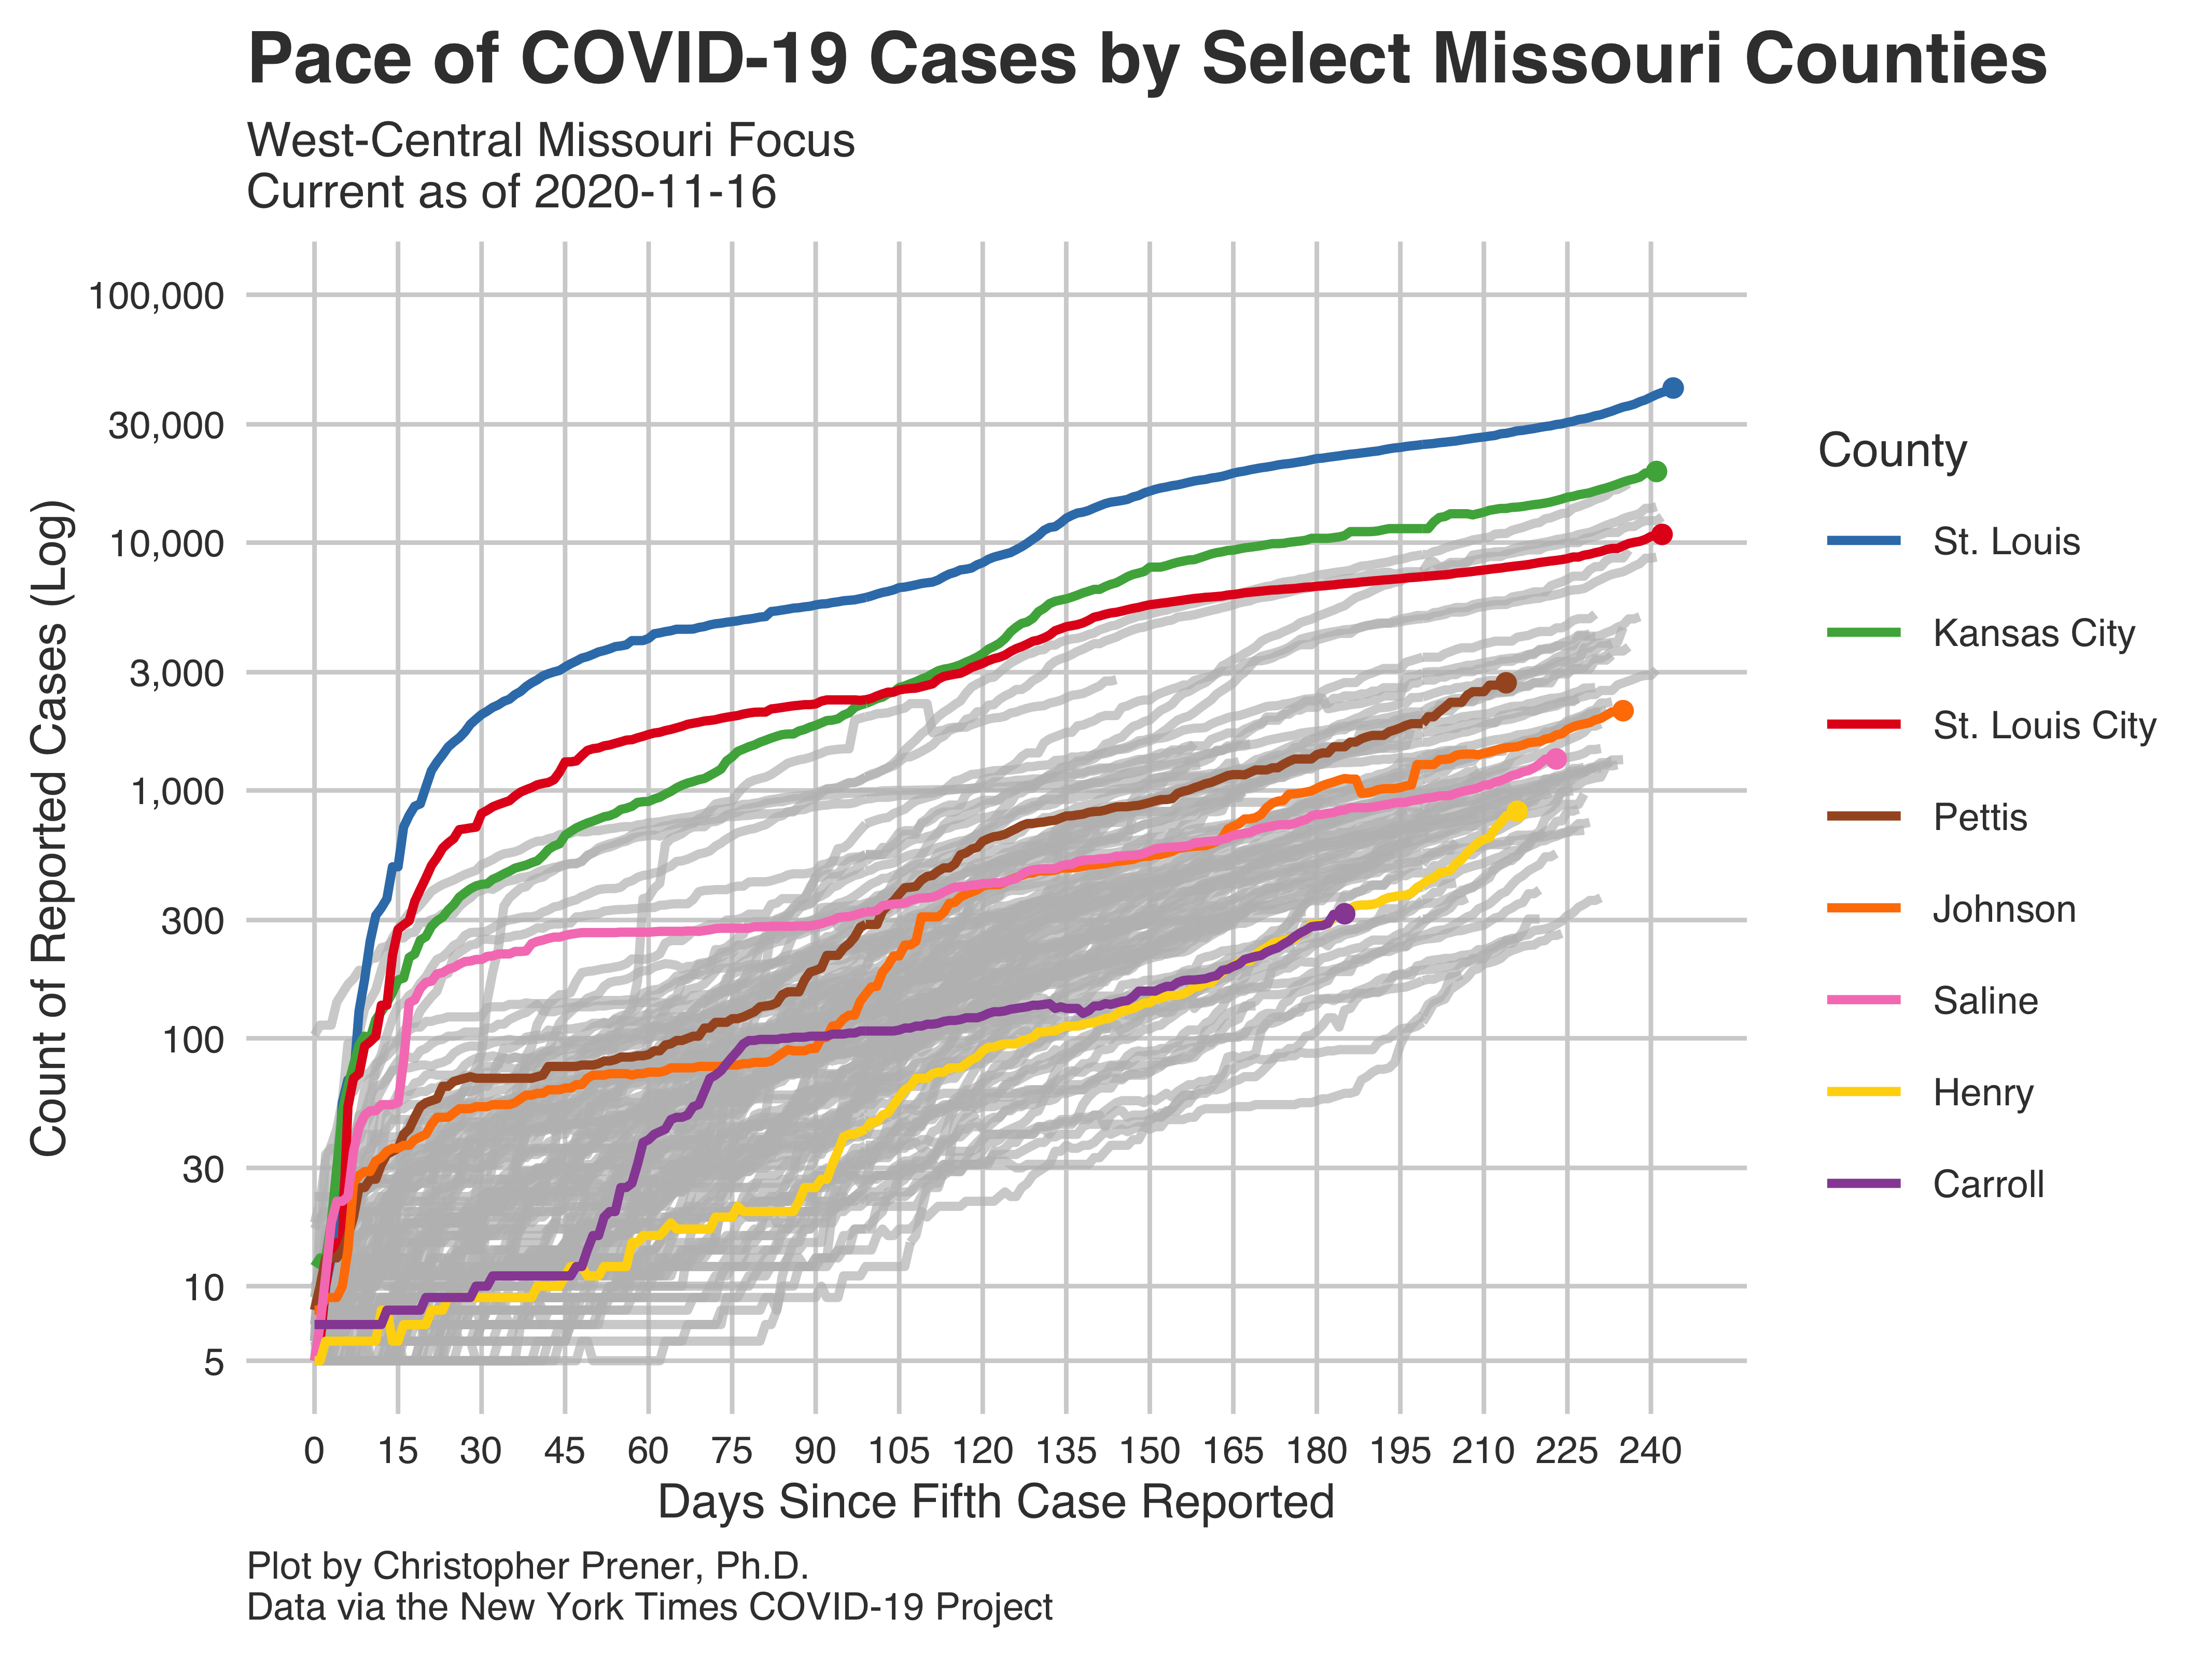 Pace of COVID-19 Cases by Select Missouri Counties
West-Central Missouri Focus
Current as of 2020-11-16
Count of Reported Cases (Log)
100,000
30,000
10,000
3,000
1,000
300
100
30
10
5
0 15 30 45 60 75 90 105 120 135 150 165 180 195 210 225 240
Days Since Fifth Case Reported
County
St. Louis
Kansas City
St. Louis City
Pettis
Johnson
Saline
Henry
Carroll
Plot by Christopher Prener, Ph.D.
Data via the New York Times COVID-19 Project